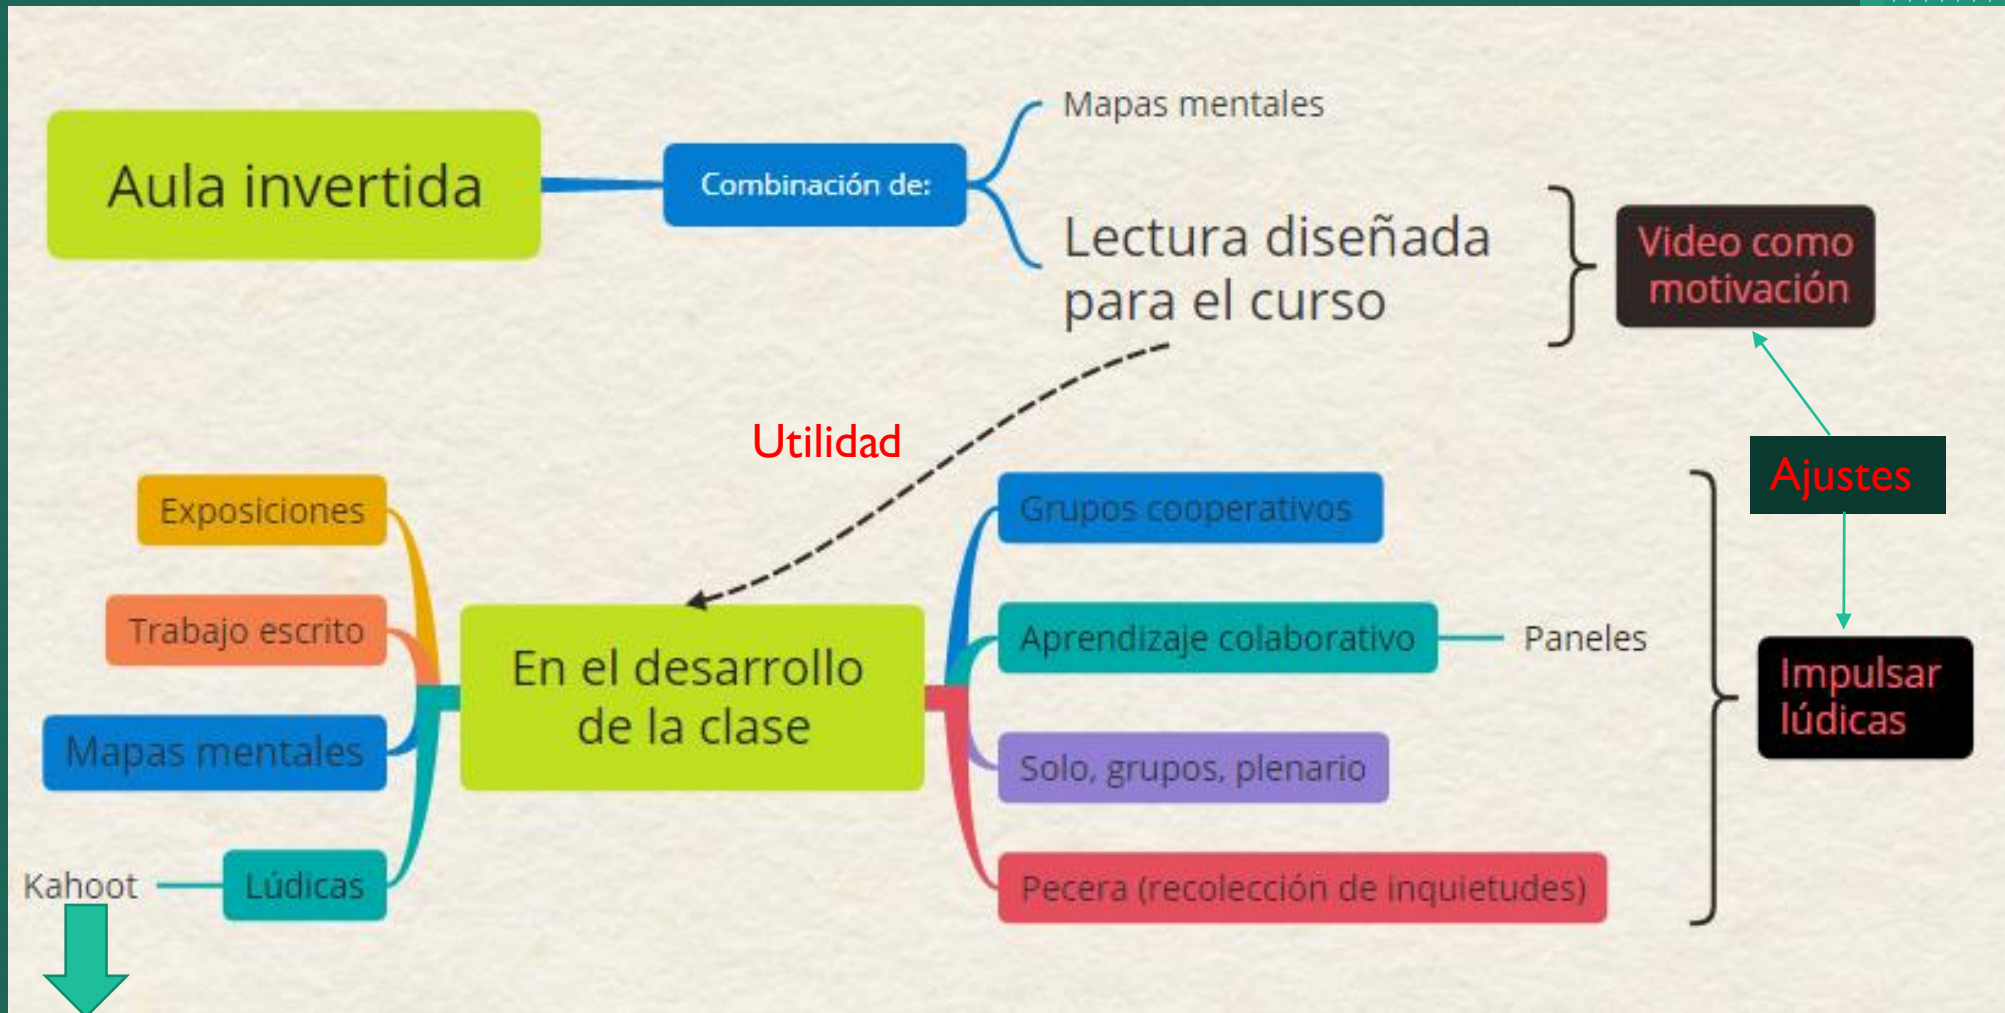 Aula invertida
Combinación de:
Mapas mentales
Lectura diseñada
para el curso
Video como
motivación
Utilidad
Ajustes
Exposiciones
Trabajo escrito
Mapas mentales
Kahoot
Lúdicas
En el desarrollo
de la clase
Grupos cooperativos
Aprendizaje colaborativo
Paneles
Solo, grupos, plenario
Pecera (recolección de inquietudes)
Impulsar
lúdicas